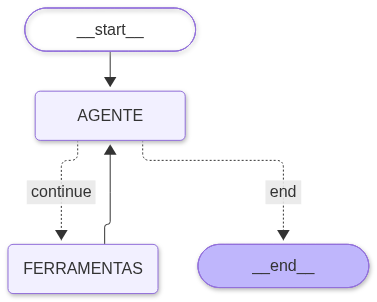 __start__
AGENTE
continue
end
FERRAMENTAS
__end__